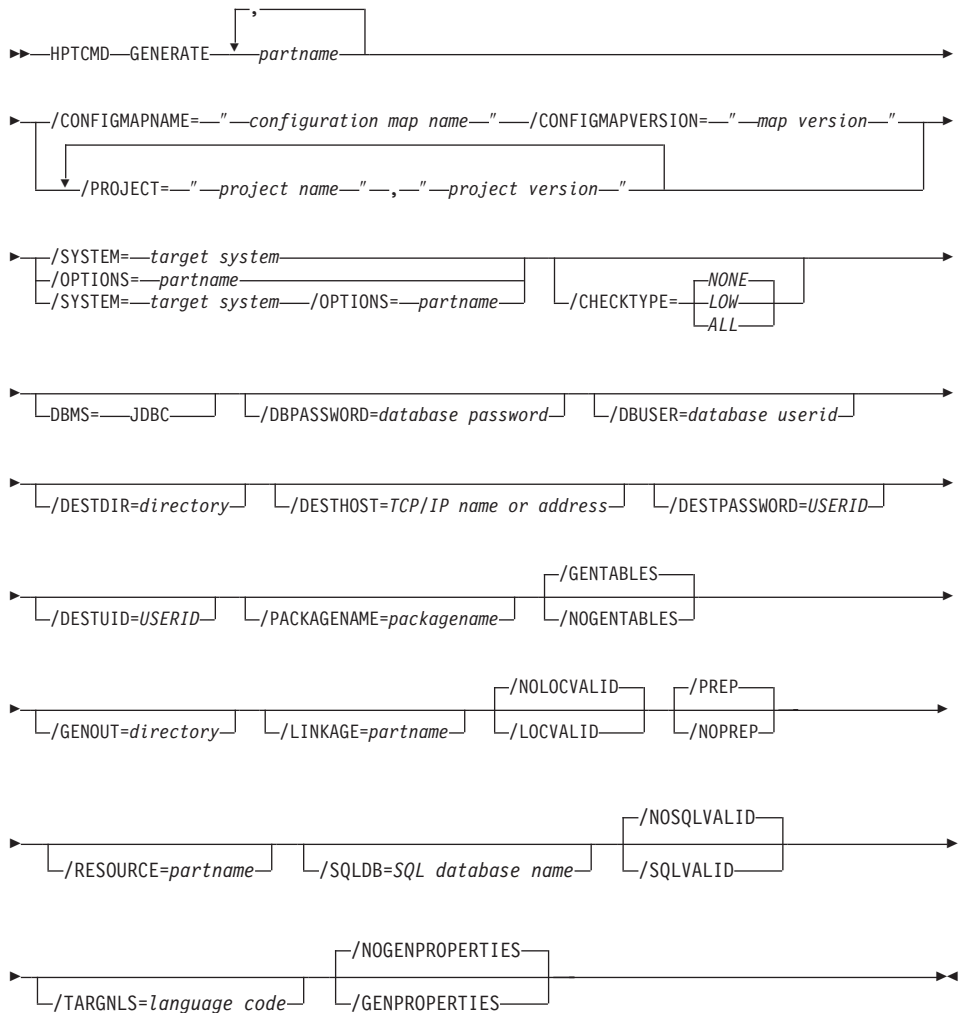 ,
HPTCMD GENERATE partname
/CONFIGMAPNAME= " configuration map name " /CONFIGMAPVERSION= " map version "
/PROJECT= " project name " , " project version "
/SYSTEM= target system
/OPTIONS= partname
/SYSTEM= target system /OPTIONS= partname
/CHECKTYPE=
NONE
LOW
ALL
DBMS= JDBC /DBPASSWORD=database password /DBUSER=database userid
/DESTDIR=directory /DESTHOST=TCP/IP name or address /DESTPASSWORD=USERID
/GENTABLES
/DESTUID=USERID /PACKAGENAME=packagename /NOGENTABLES
/NOLOCVALID /PREP
/GENOUT=directory /LINKAGE=partname /LOCVALID /NOPREP
/NOSQLVALID
/RESOURCE=partname /SQLDB=SQL database name /SQLVALID
/NOGENPROPERTIES
/TARGNLS=language code /GENPROPERTIES